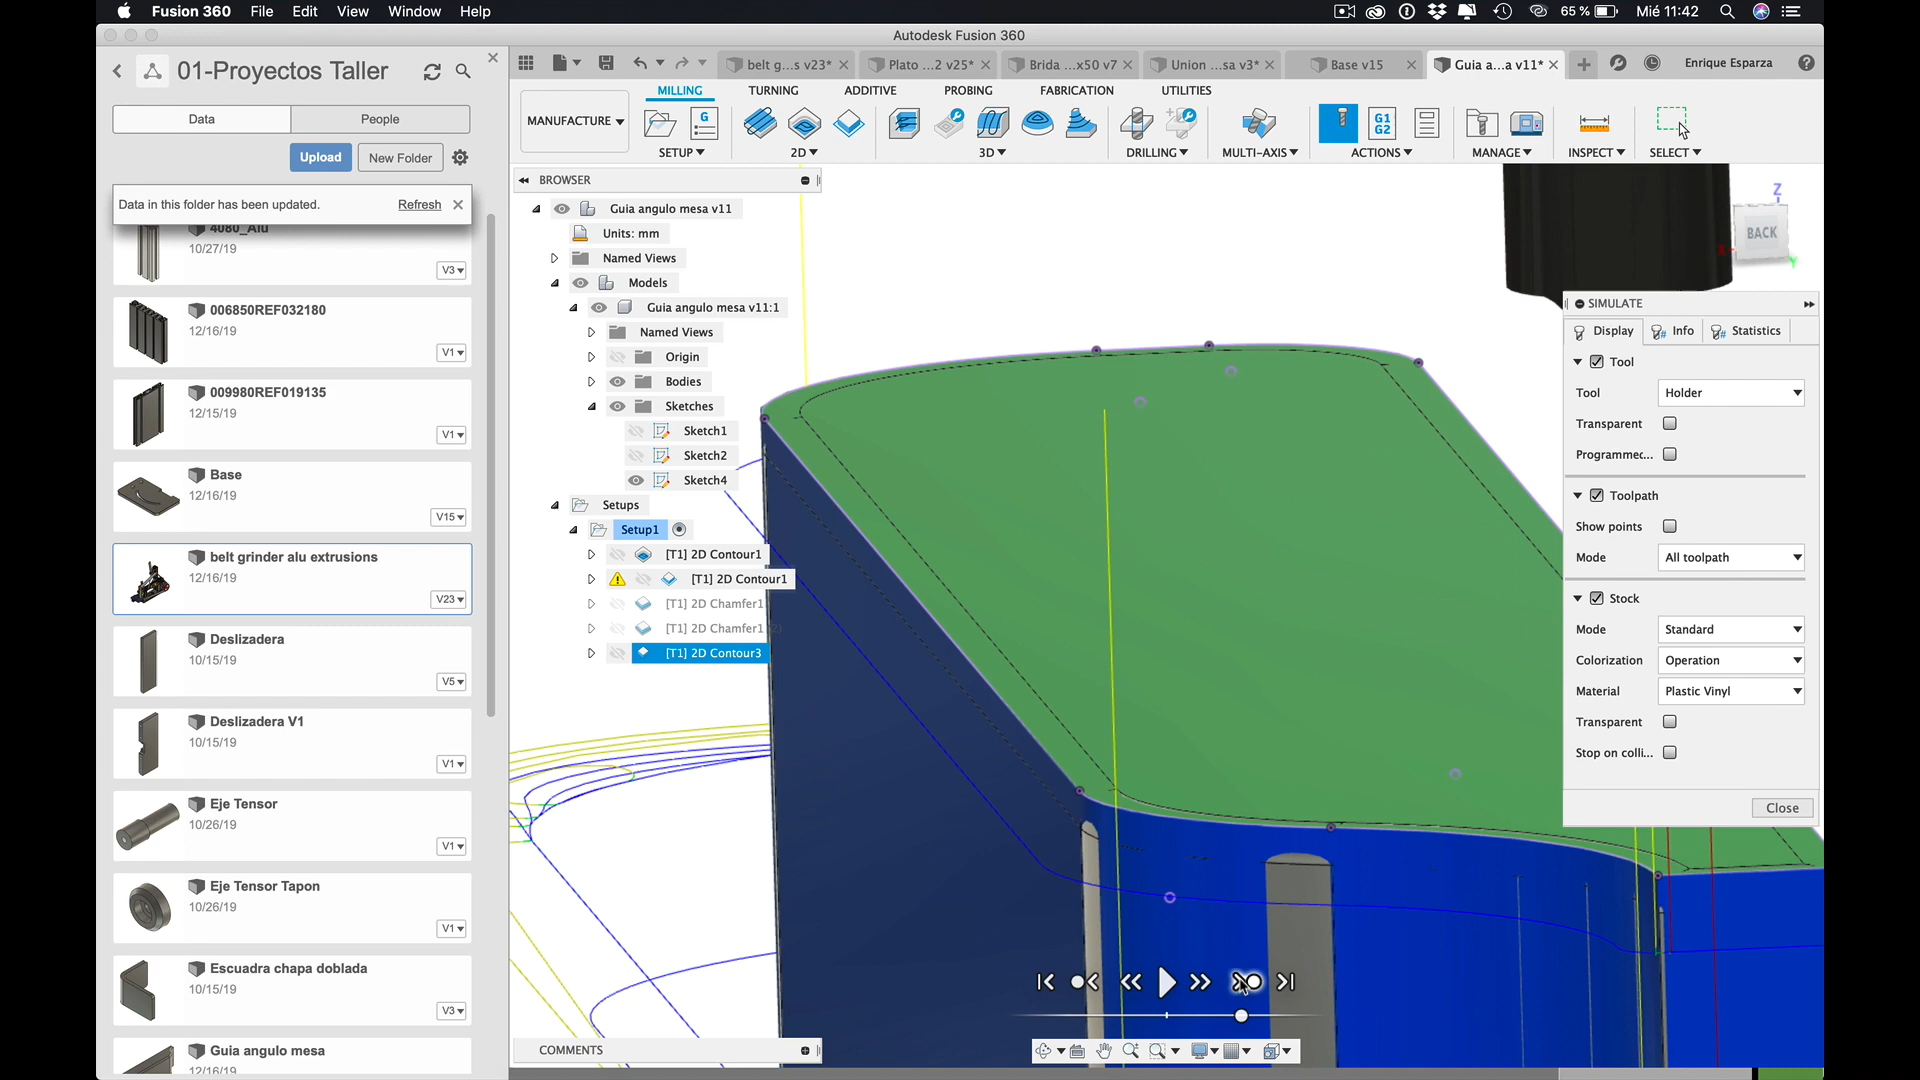 Fusion 360 File Edit View Window Help
65 % Mié 11:42
Autodesk Fusion 360
01-Proyectos Taller
Data People
Upload New Folder
Data in this folder has been updated. Refresh
4080_Alu
10/27/19
V3
006850REF032180
12/16/19
V1
009980REF019135
12/15/19
V1
Base
12/16/19
V15
belt grinder alu extrusions
12/16/19
V23
Deslizadera
10/15/19
V5
Deslizadera V1
10/15/19
V1
Eje Tensor
10/26/19
V1
Eje Tensor Tapon
10/26/19
V1
Escuadra chapa doblada
10/15/19
V3
Guia angulo mesa
12/16/19
belt g...s v23* Plato ...2 v25* Brida ...x50 v7 Union ...sa v3* Base v15 Guia a...a v11* Enrique Esparza
MILLING TURNING ADDITIVE PROBING FABRICATION UTILITIES
MANUFACTURE
G
G1
G2
SETUP 2D 3D DRILLING MULTI-AXIS ACTIONS MANAGE INSPECT SELECT
BROWSER
Guia angulo mesa v11
Units: mm
Named Views
Models
Guia angulo mesa v11:1
Named Views
Origin
Bodies
Sketches
Sketch1
Sketch2
Sketch4
Setups
Setup1
[T1] 2D Contour1
[T1] 2D Contour1
[T1] 2D Chamfer1
[T1] 2D Chamfer1 (2)
[T1] 2D Contour3
Z
BACK
SIMULATE
Display Info Statistics
Tool
Tool Holder
Transparent
Programmec...
Toolpath
Show points
Mode All toolpath
Stock
Mode Standard
Colorization Operation
Material Plastic Vinyl
Transparent
Stop on colli...
Close
COMMENTS